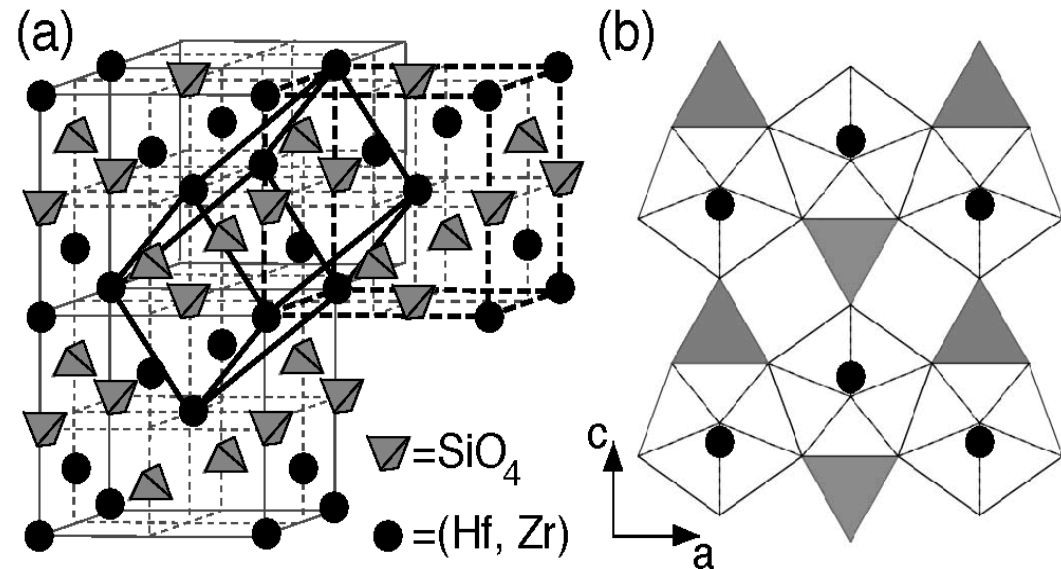 (a)
(b)
=SiO₄
=(Hf, Zr)
c
a